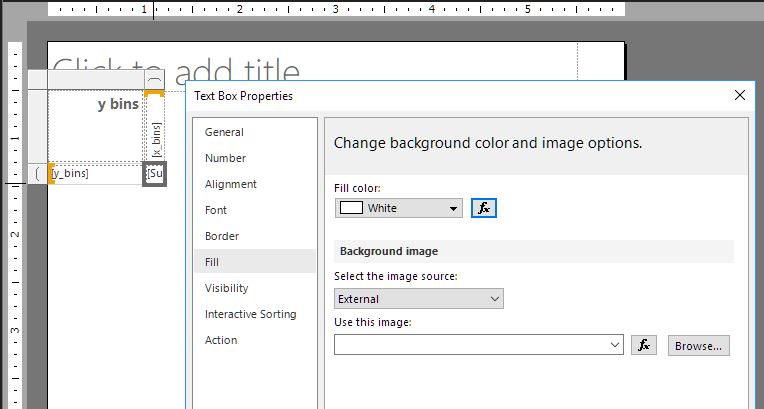 1 2 3 4 5
Click to add title
y bins
[x_bins]
[y_bins] [Su
1
2
3
Text Box Properties
General
Number
Alignment
Font
Border
Fill
Visibility
Interactive Sorting
Action
Change background color and image options.
Fill color:
White fx
Background image
Select the image source:
External
Use this image:
fx Browse...